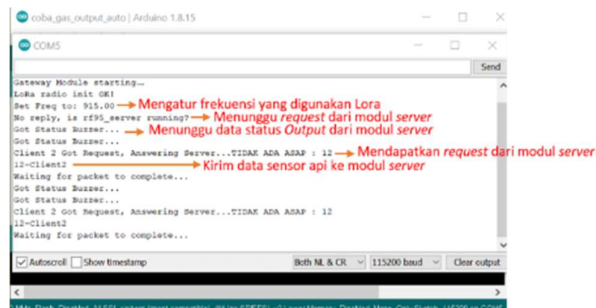 coba_gas_output_auto | Arduino 1.8.15
COM5
Send
Gateway Module starting…
LoRa radio init OK!
Set Freq to: 915.00 Mengatur frekuensi yang digunakan Lora
No reply, is rf95_server running? Menunggu request dari modul server
Got Status Buzzer... Menunggu data status Output dari modul server
Client 2 Got Request, Answering Server...TIDAK ADA ASAP : 12 Mendapatkan request dari modul server
12-Client2 Kirim data sensor api ke modul server
Waiting for packet to complete...
Got Status Buzzer...
Got Status Buzzer...
Client 2 Got Request, Answering Server...TIDAK ADA ASAP : 12
12-Client2
Waiting for packet to complete...
Autoscroll Show timestamp Both NL & CR 115200 baud Clear output